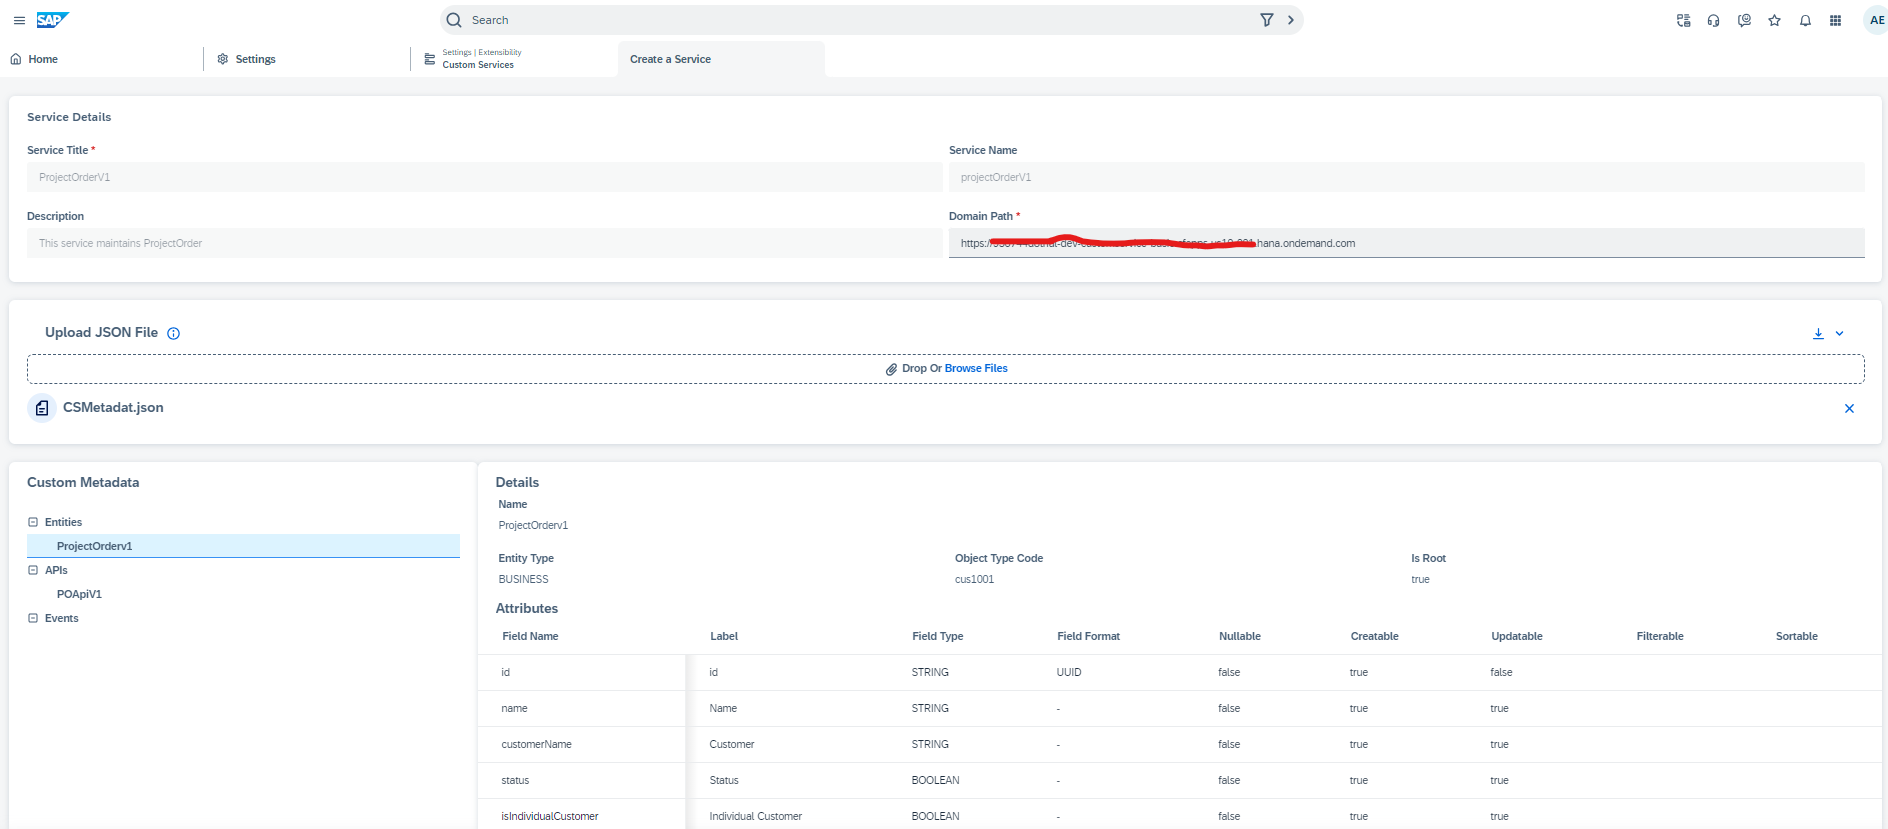 SAP
Search
AE
Home
Settings
Settings | Extensibility
Custom Services
Create a Service
Service Details
Service Title *
Service Name
ProjectOrderV1
projectOrderV1
Description
Domain Path *
This service maintains ProjectOrder
https:/ hana.ondemand.com
Upload JSON File
Drop Or Browse Files
CSMetadat.json
Custom Metadata
Entities
ProjectOrderv1
APIs
POApiV1
Events
Details
Name
ProjectOrderv1
Entity Type Object Type Code Is Root
BUSINESS cus1001 true
Attributes
Field Name Label Field Type Field Format Nullable Creatable Updatable Filterable Sortable
id id STRING UUID false true false
name Name STRING - false true true
customerName Customer STRING - false true true
status Status BOOLEAN - false true true
isIndividualCustomer Individual Customer BOOLEAN - false true true